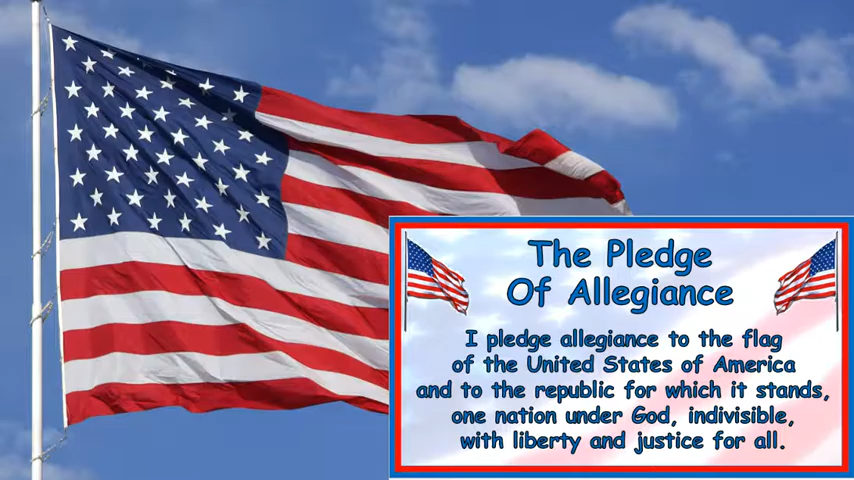 The Pledge
Of Allegiance
I pledge allegiance to the flag
of the United States of America
and to the republic for which it stands,
one nation under God, indivisible,
with liberty and justice for all.